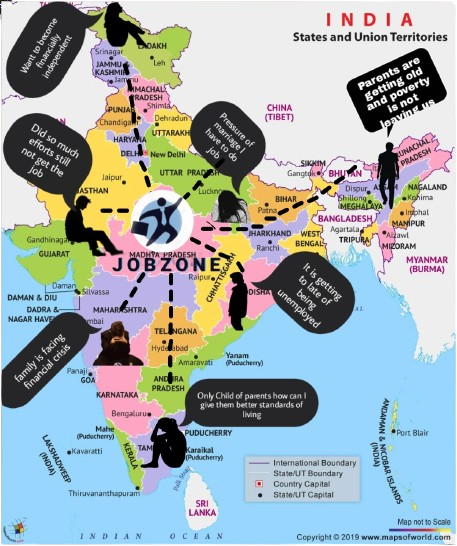 INDIA
States and Union Territories
Want to become
financially
independent
LADAKH
Srinagar
Leh
JAMMU &
KASHMIR
Jammu
HIMACHAL
PRADESH
Shimla
PUNJAB
Chandigarh
Dehradun
UTTARAKHAND
HARYANA
DELHI
New Delhi
CHINA
(TIBET)
Parents are
getting old
and poverty
is not
leaving us
Did so much
efforts still
not get the
job
Pressure of
marriage I
have to do
job
UTTAR PRADESH
Lucknow
Jaipur
RAJASTHAN
SIKKIM
Gangtok
BHUTAN
ARUNACHAL
PRADESH
ASSAM
Dispur
NAGALAND
Shillong
Kohima
MEGHALAYA
Imphal
MANIPUR
BIHAR
Patna
BANGLADESH
Agartala
Aizawl
TRIPURA
MIZORAM
JHARKHAND
Ranchi
WEST
BENGAL
MYANMAR
(BURMA)
Gandhinagar
GUJARAT
MADHYA PRADESH
JOBZONE
Raipur
CHHATTISGARH
ODISHA
It is getting
to late of
being
unemployed
Daman
Silvassa
DAMAN & DIU
DADRA &
NAGAR HAVELI
Mumbai
MAHARASHTRA
family is facing
financial crisis
TELANGANA
Hyderabad
Yanam
(Puducherry)
Panaji
GOA
KARNATAKA
ANDHRA
PRADESH
Only Child of parents how can I
give them better standards of
living
Bengaluru
Mahe
(Puducherry)
PUDUCHERRY
Karaikal
(Puducherry)
TAMIL
KERALA
LAKSHADWEEP
(INDIA)
Kavaratti
Thiruvananthapuram
SRI
LANKA
ANDAMAN & NICOBAR ISLANDS
(INDIA)
Port Blair
International Boundary
State/UT Boundary
Country Capital
State/UT Capital
Map not to Scale
INDIAN OCEAN
Copyright © 2019 www.mapsofworld.com